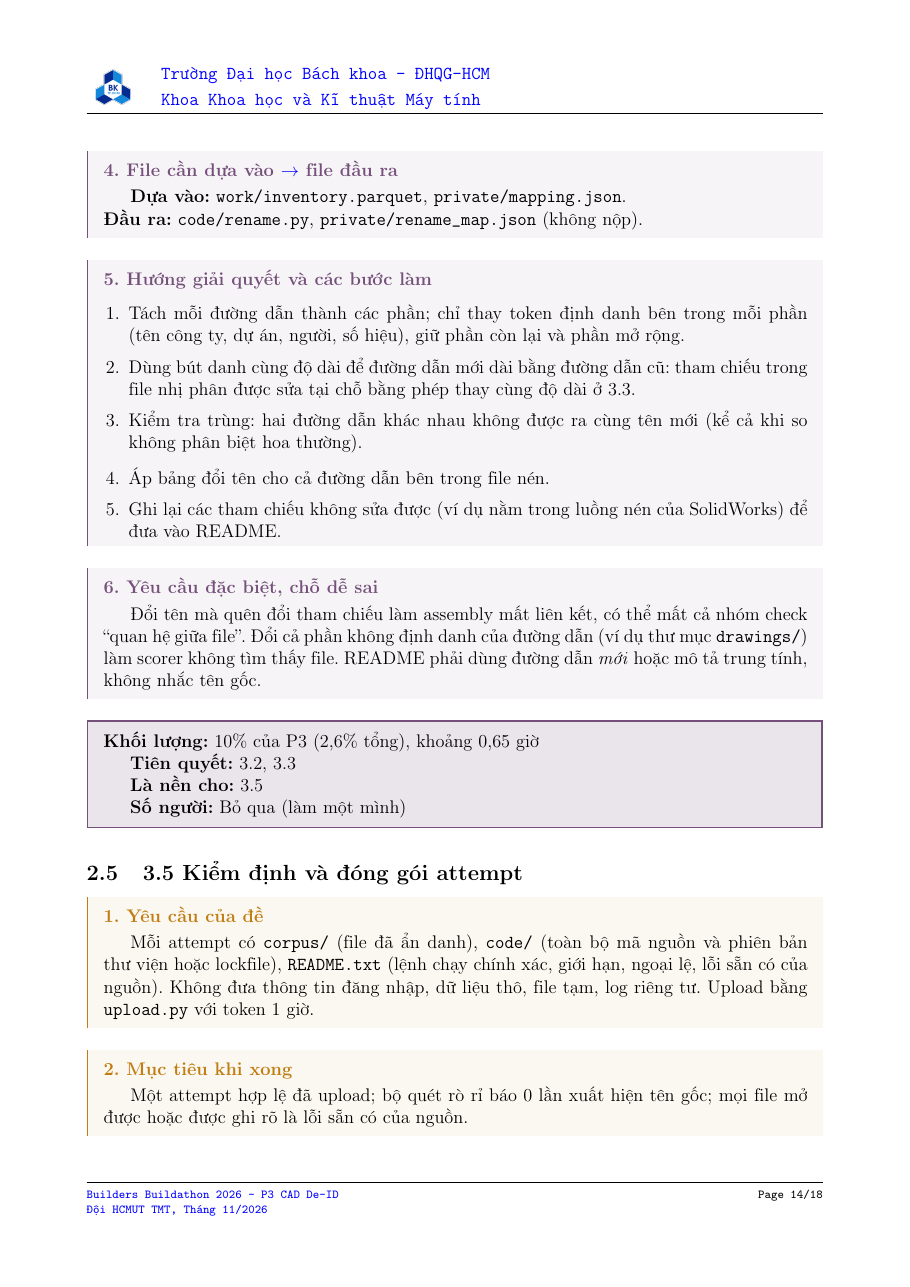 BK
Trường Đại học Bách khoa - ĐHQG-HCM
Khoa Khoa học và Kĩ thuật Máy tính
4. File cần dựa vào → file đầu ra
Dựa vào: work/inventory.parquet, private/mapping.json.
Đầu ra: code/rename.py, private/rename_map.json (không nộp).
5. Hướng giải quyết và các bước làm
1. Tách mỗi đường dẫn thành các phần; chỉ thay token định danh bên trong mỗi phần
(tên công ty, dự án, người, số hiệu), giữ phần còn lại và phần mở rộng.
2. Dùng bút danh cùng độ dài để đường dẫn mới dài bằng đường dẫn cũ: tham chiếu trong
file nhị phân được sửa tại chỗ bằng phép thay cùng độ dài ở 3.3.
3. Kiểm tra trùng: hai đường dẫn khác nhau không được ra cùng tên mới (kể cả khi so
không phân biệt hoa thường).
4. Áp bảng đổi tên cho cả đường dẫn bên trong file nén.
5. Ghi lại các tham chiếu không sửa được (ví dụ nằm trong luồng nén của SolidWorks) để
đưa vào README.
6. Yêu cầu đặc biệt, chỗ dễ sai
Đổi tên mà quên đổi tham chiếu làm assembly mất liên kết, có thể mất cả nhóm check
“quan hệ giữa file”. Đổi cả phần không định danh của đường dẫn (ví dụ thư mục drawings/)
làm scorer không tìm thấy file. README phải dùng đường dẫn mới hoặc mô tả trung tính,
không nhắc tên gốc.
Khối lượng: 10% của P3 (2,6% tổng), khoảng 0,65 giờ
Tiên quyết: 3.2, 3.3
Là nền cho: 3.5
Số người: Bỏ qua (làm một mình)
2.5 3.5 Kiểm định và đóng gói attempt
1. Yêu cầu của đề
Mỗi attempt có corpus/ (file đã ẩn danh), code/ (toàn bộ mã nguồn và phiên bản
thư viện hoặc lockfile), README.txt (lệnh chạy chính xác, giới hạn, ngoại lệ, lỗi sẵn có của
nguồn). Không đưa thông tin đăng nhập, dữ liệu thô, file tạm, log riêng tư. Upload bằng
upload.py với token 1 giờ.
2. Mục tiêu khi xong
Một attempt hợp lệ đã upload; bộ quét rò rỉ báo 0 lần xuất hiện tên gốc; mọi file mở
được hoặc được ghi rõ là lỗi sẵn có của nguồn.
Builders Buildathon 2026 - P3 CAD De-ID
Page 14/18
Đội HCMUT TMT, Tháng 11/2026